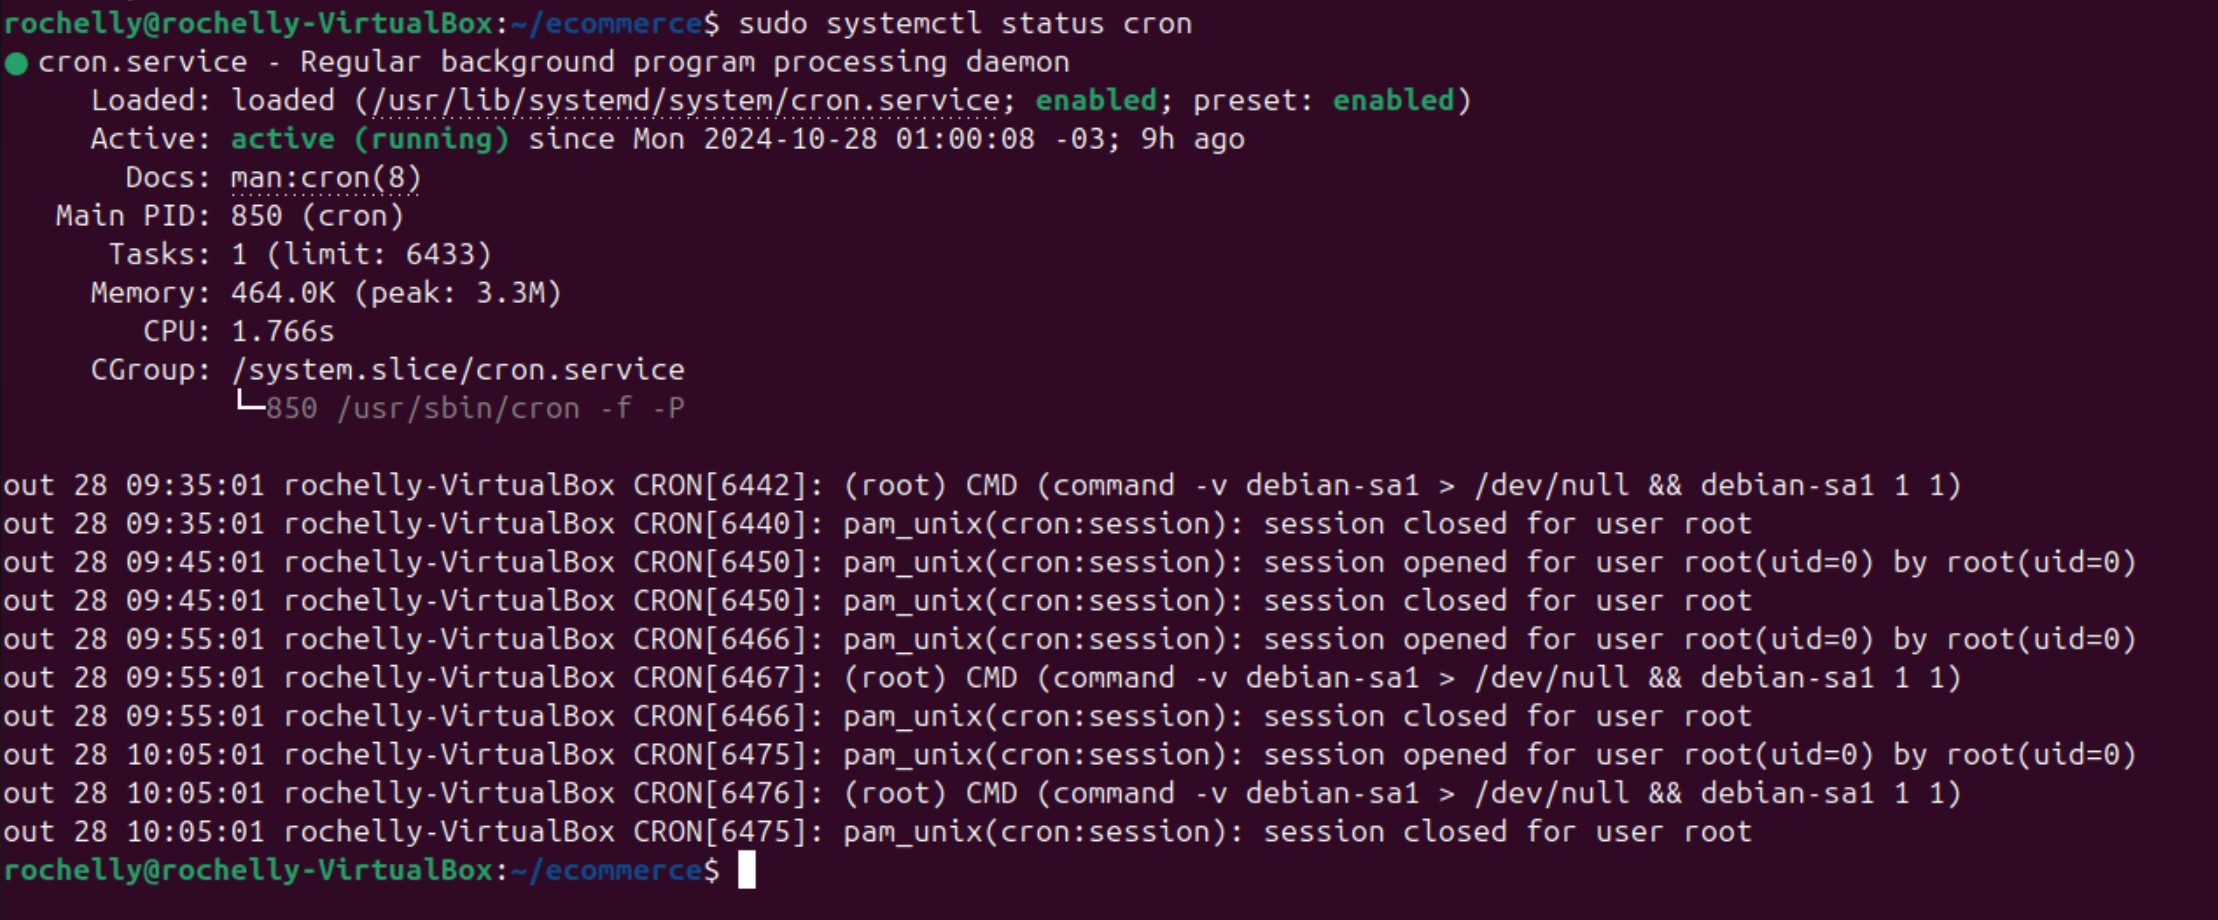 rochelly@rochelly-VirtualBox:~/ecommerce$ sudo systemctl status cron
● cron.service - Regular background program processing daemon
     Loaded: loaded (/usr/lib/systemd/system/cron.service; enabled; preset: enabled)
     Active: active (running) since Mon 2024-10-28 01:00:08 -03; 9h ago
       Docs: man:cron(8)
   Main PID: 850 (cron)
      Tasks: 1 (limit: 6433)
     Memory: 464.0K (peak: 3.3M)
        CPU: 1.766s
     CGroup: /system.slice/cron.service
             └─850 /usr/sbin/cron -f -P

out 28 09:35:01 rochelly-VirtualBox CRON[6442]: (root) CMD (command -v debian-sa1 > /dev/null && debian-sa1 1 1)
out 28 09:35:01 rochelly-VirtualBox CRON[6440]: pam_unix(cron:session): session closed for user root
out 28 09:45:01 rochelly-VirtualBox CRON[6450]: pam_unix(cron:session): session opened for user root(uid=0) by root(uid=0)
out 28 09:45:01 rochelly-VirtualBox CRON[6450]: pam_unix(cron:session): session closed for user root
out 28 09:55:01 rochelly-VirtualBox CRON[6466]: pam_unix(cron:session): session opened for user root(uid=0) by root(uid=0)
out 28 09:55:01 rochelly-VirtualBox CRON[6467]: (root) CMD (command -v debian-sa1 > /dev/null && debian-sa1 1 1)
out 28 09:55:01 rochelly-VirtualBox CRON[6466]: pam_unix(cron:session): session closed for user root
out 28 10:05:01 rochelly-VirtualBox CRON[6475]: pam_unix(cron:session): session opened for user root(uid=0) by root(uid=0)
out 28 10:05:01 rochelly-VirtualBox CRON[6476]: (root) CMD (command -v debian-sa1 > /dev/null && debian-sa1 1 1)
out 28 10:05:01 rochelly-VirtualBox CRON[6475]: pam_unix(cron:session): session closed for user root
rochelly@rochelly-VirtualBox:~/ecommerce$